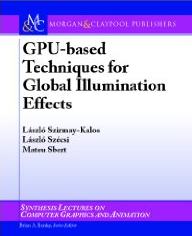 M&C
MORGAN & CLAYPOOL PUBLISHERS
GPU-based
Techniques for
Global Illumination
Effects
László Szirmay-Kalos
László Szécsi
Mateu Sbert
SYNTHESIS LECTURES ON
COMPUTER GRAPHICS AND ANIMATION
Brian A. Barsky, Series Editor